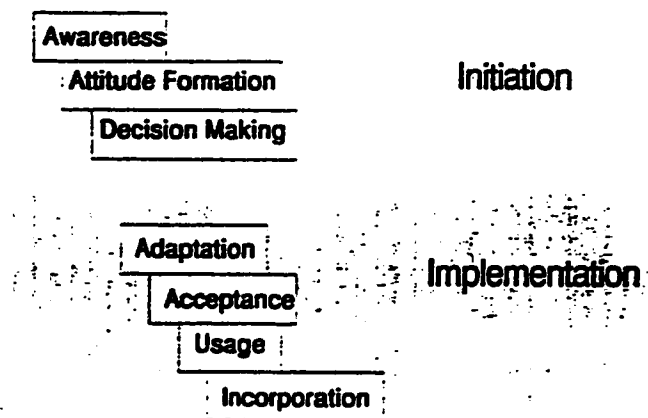 Awareness
Attitude Formation
Initiation
Decision Making
Adaptation
Implementation
Acceptance
Usage
Incorporation